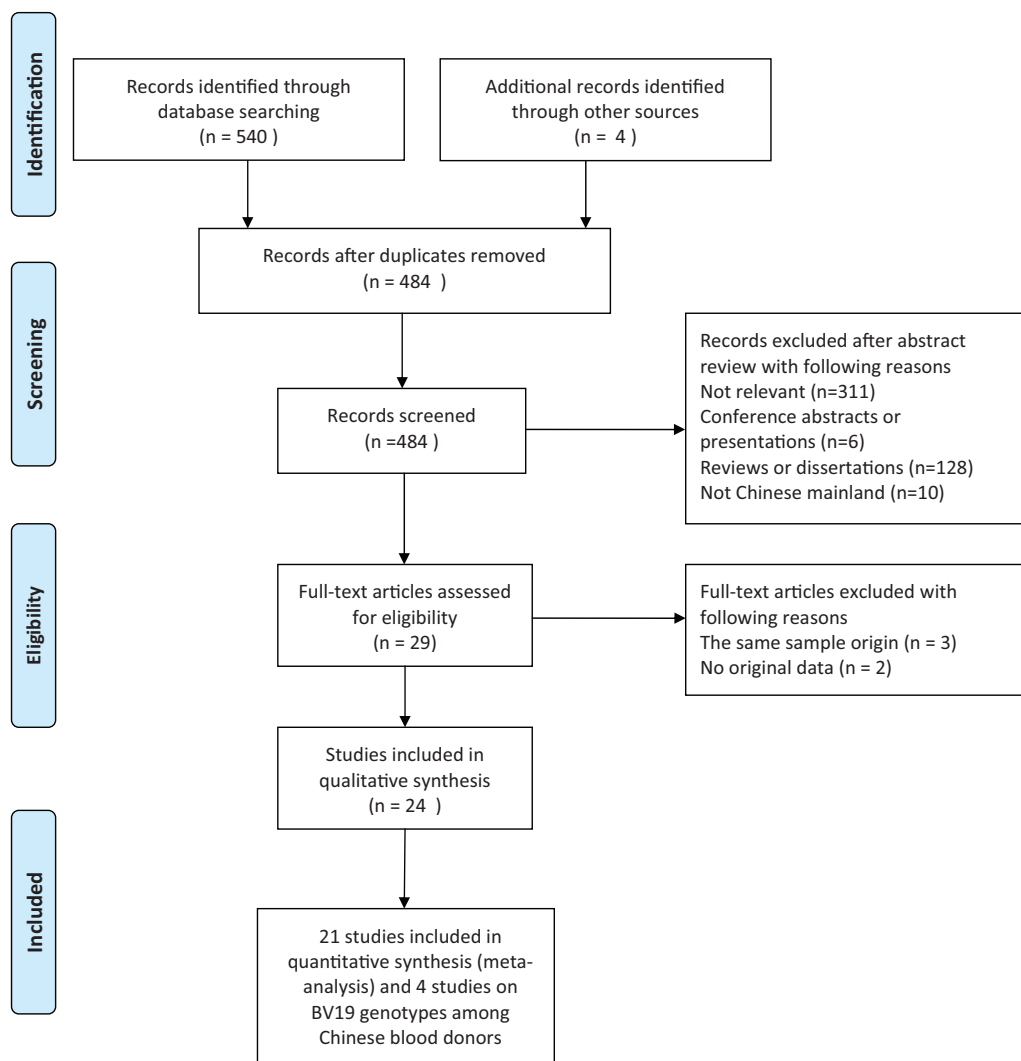 Identification
Records identified through
database searching
(n = 540 )
Additional records identified
through other sources
(n = 4 )
Records after duplicates removed
(n = 484 )
Screening
Records screened
(n =484 )
Records excluded after abstract
review with following reasons
Not relevant (n=311)
Conference abstracts or
presentations (n=6)
Reviews or dissertations (n=128)
Not Chinese mainland (n=10)
Eligibility
Full-text articles assessed
for eligibility
(n = 29)
Full-text articles excluded with
following reasons
The same sample origin (n = 3)
No original data (n = 2)
Studies included in
qualitative synthesis
(n = 24 )
Included
21 studies included in
quantitative synthesis (meta-
analysis) and 4 studies on
BV19 genotypes among
Chinese blood donors